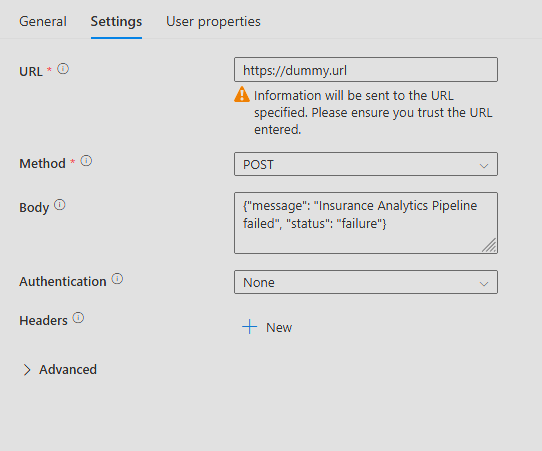 General Settings User properties
URL * https://dummy.url
Information will be sent to the URL
specified. Please ensure you trust the URL
entered.
Method * POST
Body {"message": "Insurance Analytics Pipeline
failed", "status": "failure"}
Authentication None
Headers New
Advanced